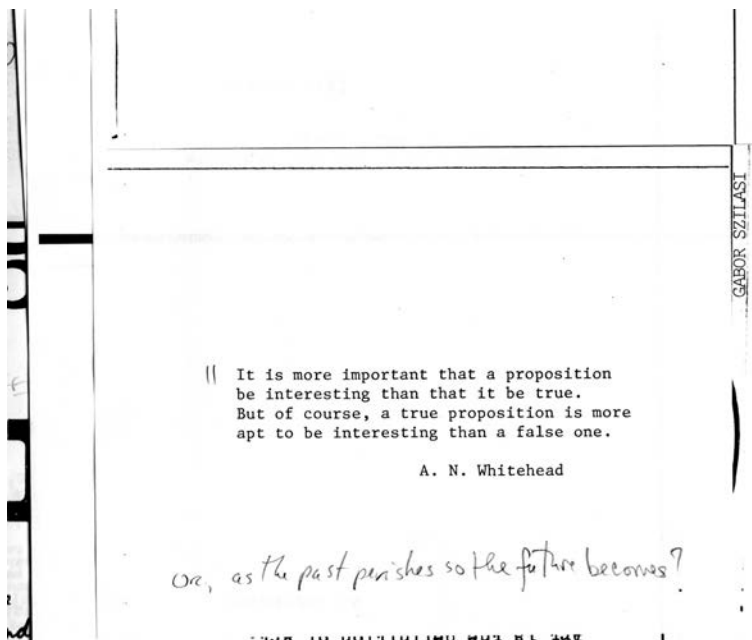 GABOR SZILASI
It is more important that a proposition
be interesting than that it be true.
But of course, a true proposition is more
apt to be interesting than a false one.
A. N. Whitehead
or, as the past perishes so the future becomes?